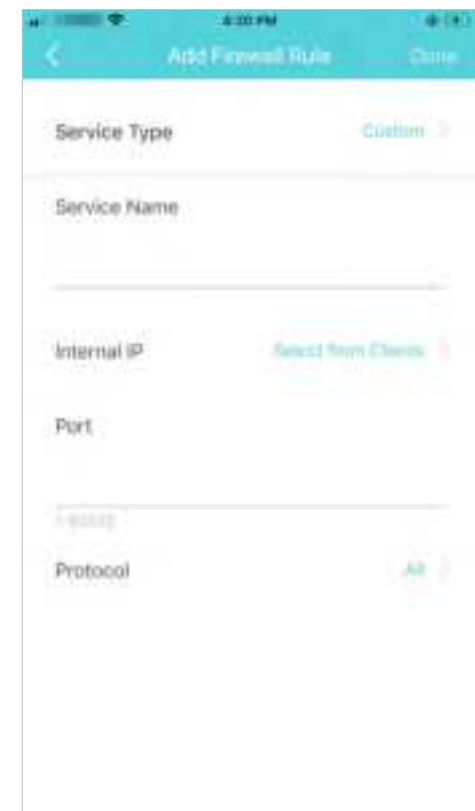 4:20 PM
Add Firewall Rule Done
Service Type Custom
Service Name
Internal IP Select from Clients
Port
1-65535
Protocol All